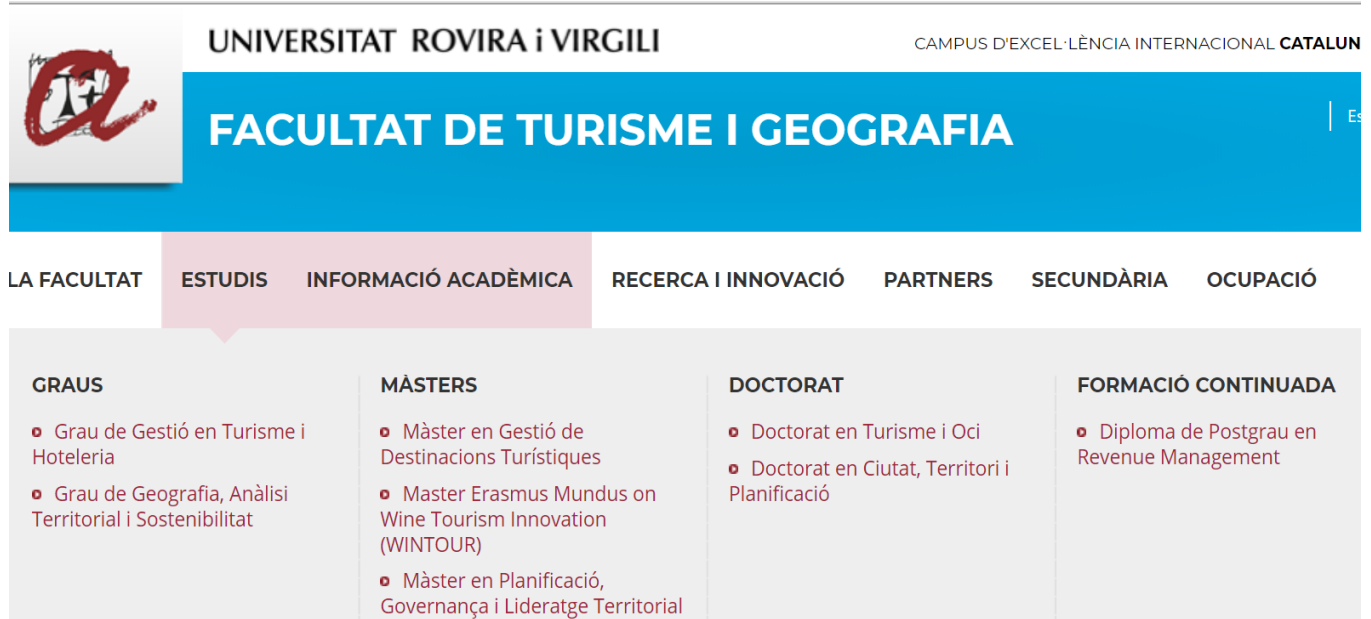 UNIVERSITAT ROVIRA i VIRGILI
CAMPUS D'EXCEL·LÈNCIA INTERNACIONAL CATALUN
FACULTAT DE TURISME I GEOGRAFIA
Es
LA FACULTAT ESTUDIS INFORMACIÓ ACADÈMICA RECERCA I INNOVACIÓ PARTNERS SECUNDÀRIA OCUPACIÓ
GRAUS
Grau de Gestió en Turisme i
Hoteleria
Grau de Geografia, Anàlisi
Territorial i Sostenibilitat
MÀSTERS
Màster en Gestió de
Destinacions Turístiques
Master Erasmus Mundus on
Wine Tourism Innovation
(WINTOUR)
Màster en Planificació,
Governança i Lideratge Territorial
DOCTORAT
Doctorat en Turisme i Oci
Doctorat en Ciutat, Territori i
Planificació
FORMACIÓ CONTINUADA
Diploma de Postgrau en
Revenue Management